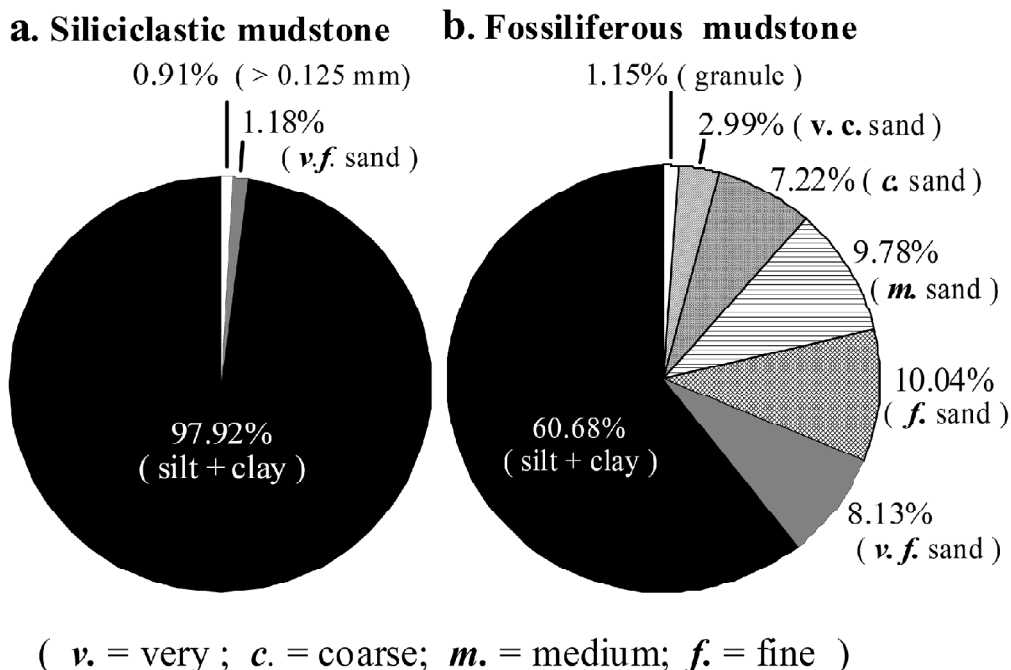 a. Siliciclastic mudstone
0.91% ( > 0.125 mm)
1.18%
( v.f. sand )
97.92%
( silt + clay )
b. Fossiliferous mudstone
1.15% ( granule )
2.99% ( v. c. sand )
7.22% ( c. sand )
9.78%
( m. sand )
10.04%
( f. sand )
8.13%
( v. f. sand )
60.68%
( silt + clay )
( v. = very ; c. = coarse; m. = medium; f. = fine )